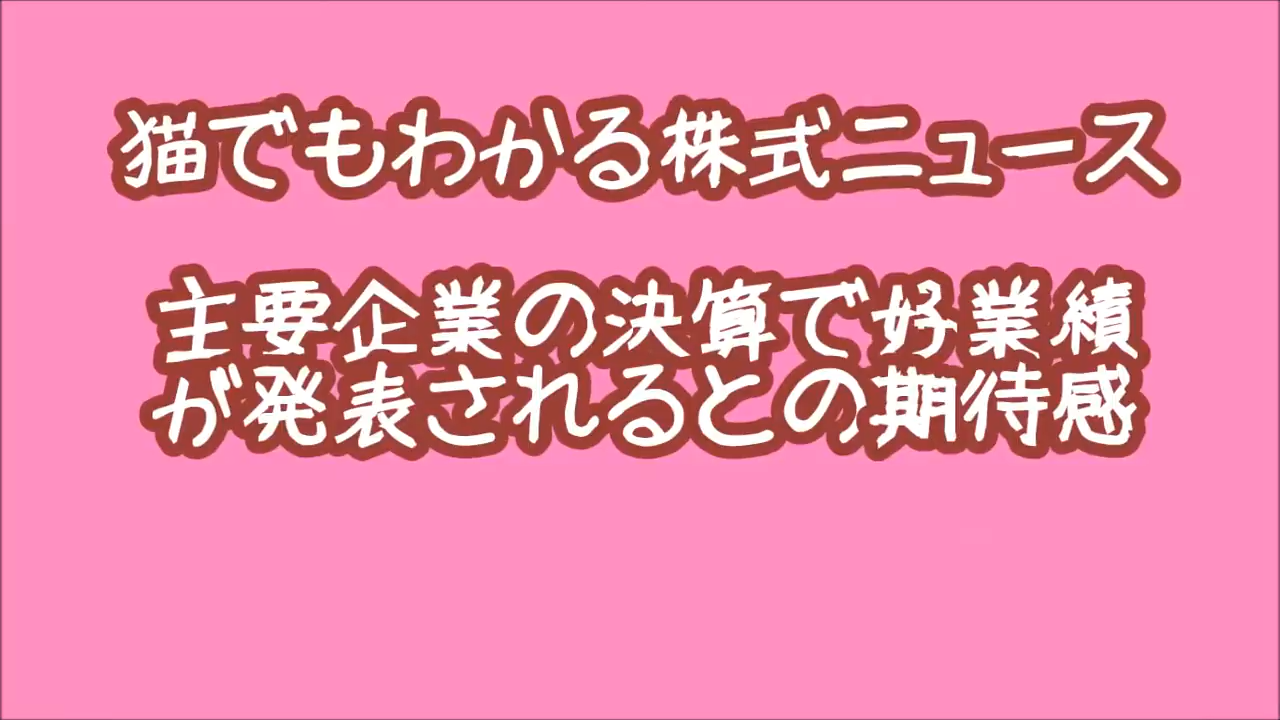 猫でもわかる株式ニュース
主要企業の決算で好業績
が発表されるとの期待感